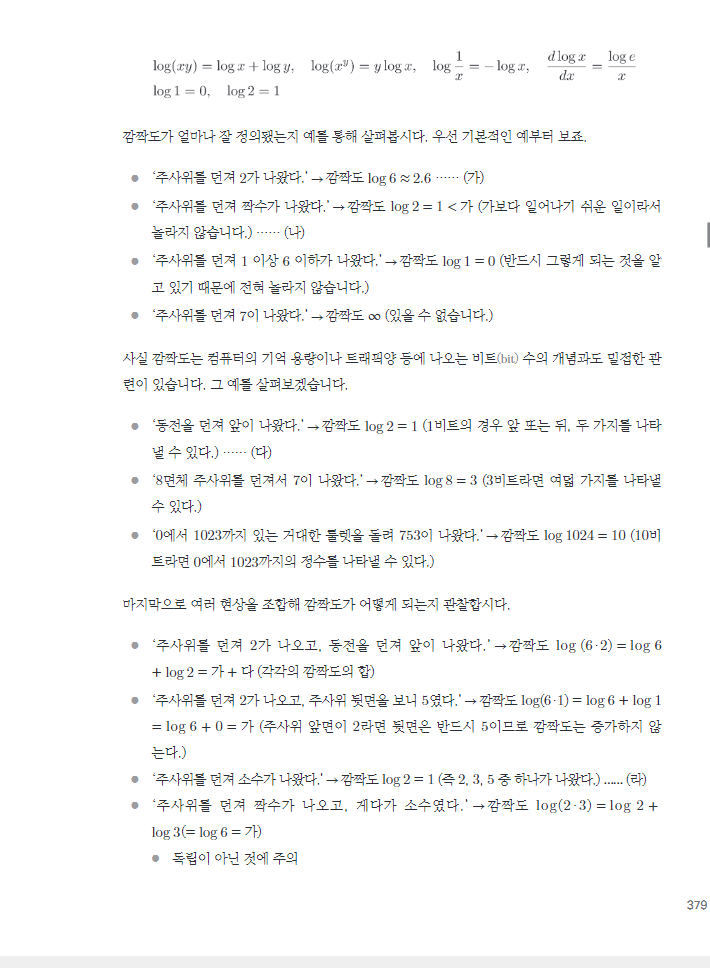 log(xy) = log x + log y,  log(x^y) = y log x,  log 1/x = − log x,  d log x/dx = log e/x
log 1 = 0,  log 2 = 1
깜짝도가 얼마나 잘 정의됐는지 예를 통해 살펴봅시다. 우선 기본적인 예부터 보죠.
● ‘주사위를 던져 2가 나왔다.’ → 깜짝도 log 6 ≈ 2.6 …… (가)
● ‘주사위를 던져 짝수가 나왔다.’ → 깜짝도 log 2 = 1 < 가 (가보다 일어나기 쉬운 일이라서
놀라지 않습니다.) …… (나)
● ‘주사위를 던져 1 이상 6 이하가 나왔다.’ → 깜짝도 log 1 = 0 (반드시 그렇게 되는 것을 알
고 있기 때문에 전혀 놀라지 않습니다.)
● ‘주사위를 던져 7이 나왔다.’ → 깜짝도 ∞ (있을 수 없습니다.)
사실 깜짝도는 컴퓨터의 기억 용량이나 트래픽양 등에 나오는 비트(bit) 수의 개념과도 밀접한 관
련이 있습니다. 그 예를 살펴보겠습니다.
● ‘동전을 던져 앞이 나왔다.’ → 깜짝도 log 2 = 1 (1비트의 경우 앞 또는 뒤, 두 가지를 나타
낼 수 있다.) …… (다)
● ‘8면체 주사위를 던져서 7이 나왔다.’ → 깜짝도 log 8 = 3 (3비트라면 여덟 가지를 나타낼
수 있다.)
● ‘0에서 1023까지 있는 거대한 룰렛을 돌려 753이 나왔다.’ → 깜짝도 log 1024 = 10 (10비
트라면 0에서 1023까지의 정수를 나타낼 수 있다.)
마지막으로 여러 현상을 조합해 깜짝도가 어떻게 되는지 관찰합시다.
● ‘주사위를 던져 2가 나오고, 동전을 던져 앞이 나왔다.’ → 깜짝도 log (6·2) = log 6
+ log 2 = 가 + 다 (각각의 깜짝도의 합)
● ‘주사위를 던져 2가 나오고, 주사위 뒷면을 보니 5였다.’ → 깜짝도 log(6·1) = log 6 + log 1
= log 6 + 0 = 가 (주사위 앞면이 2라면 뒷면은 반드시 5이므로 깜짝도는 증가하지 않
는다.)
● ‘주사위를 던져 소수가 나왔다.’ → 깜짝도 log 2 = 1 (즉 2, 3, 5 중 하나가 나왔다.) …… (라)
● ‘주사위를 던져 짝수가 나오고, 게다가 소수였다.’ → 깜짝도 log(2·3) = log 2 +
log 3(= log 6 = 가)
● 독립이 아닌 것에 주의
379